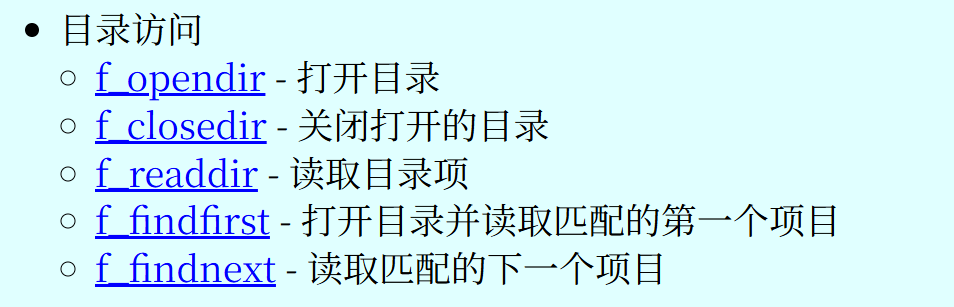 目录访问
f_opendir - 打开目录
f_closedir - 关闭打开的目录
f_readdir - 读取目录项
f_findfirst - 打开目录并读取匹配的第一个项目
f_findnext - 读取匹配的下一个项目